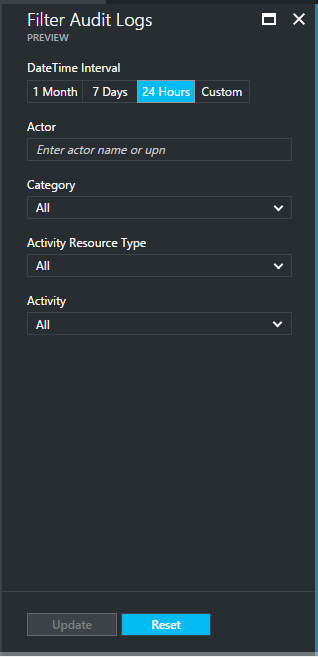 Filter Audit Logs
PREVIEW
DateTime Interval
1 Month 7 Days 24 Hours Custom
Actor
Enter actor name or upn
Category
All
Activity Resource Type
All
Activity
All
Update Reset